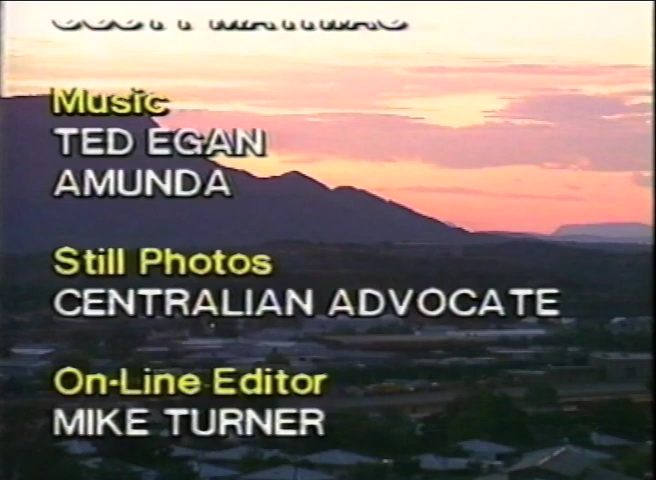 Music
TED EGAN
AMUNDA
Still Photos
CENTRALIAN ADVOCATE
On-Line Editor
MIKE TURNER